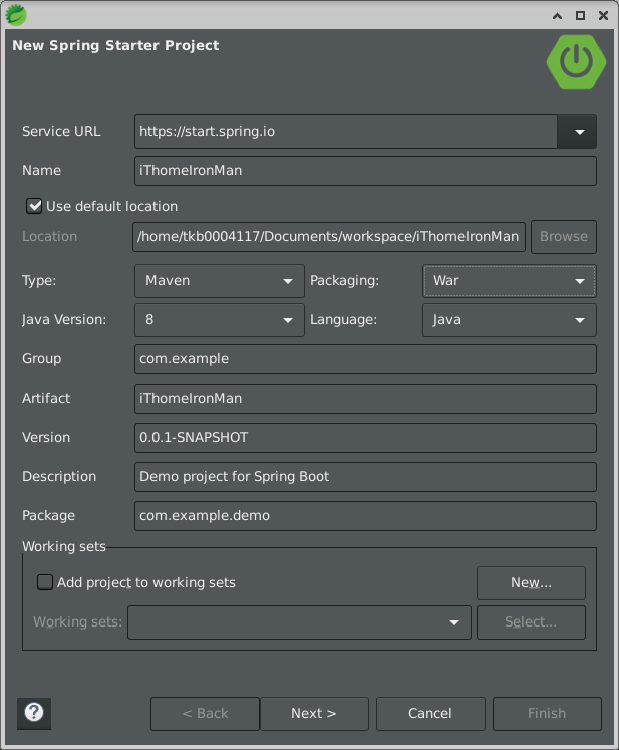 New Spring Starter Project
Service URL https://start.spring.io
Name iThomeIronMan
Use default location
Location /home/tkb0004117/Documents/workspace/iThomeIronMan Browse
Type: Maven Packaging: War
Java Version: 8 Language: Java
Group com.example
Artifact iThomeIronMan
Version 0.0.1-SNAPSHOT
Description Demo project for Spring Boot
Package com.example.demo
Working sets
Add project to working sets New...
Working sets: Select...
? < Back Next > Cancel Finish